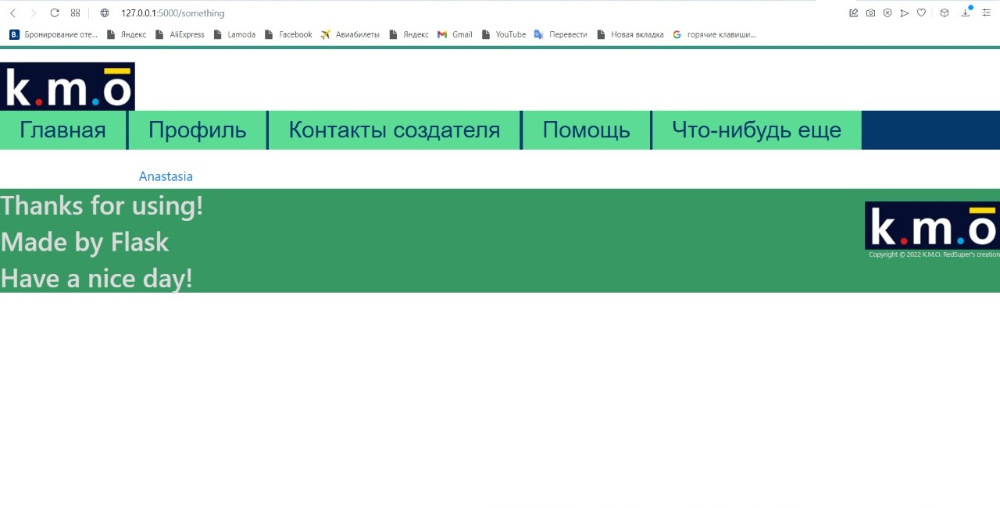 127.0.0.1:5000/something
B. Бронирование оте... Яндекс AliExpress Lamoda Facebook Авиабилеты Яндекс Gmail YouTube Перевести Новая вкладка горячие клавиши...
k.m.o
Главная Профиль Контакты создателя Помощь Что-нибудь еще
Anastasia
Thanks for using!
Made by Flask
Have a nice day!
k.m.o
Copyright © 2022 K.M.O. RedSuper's creation